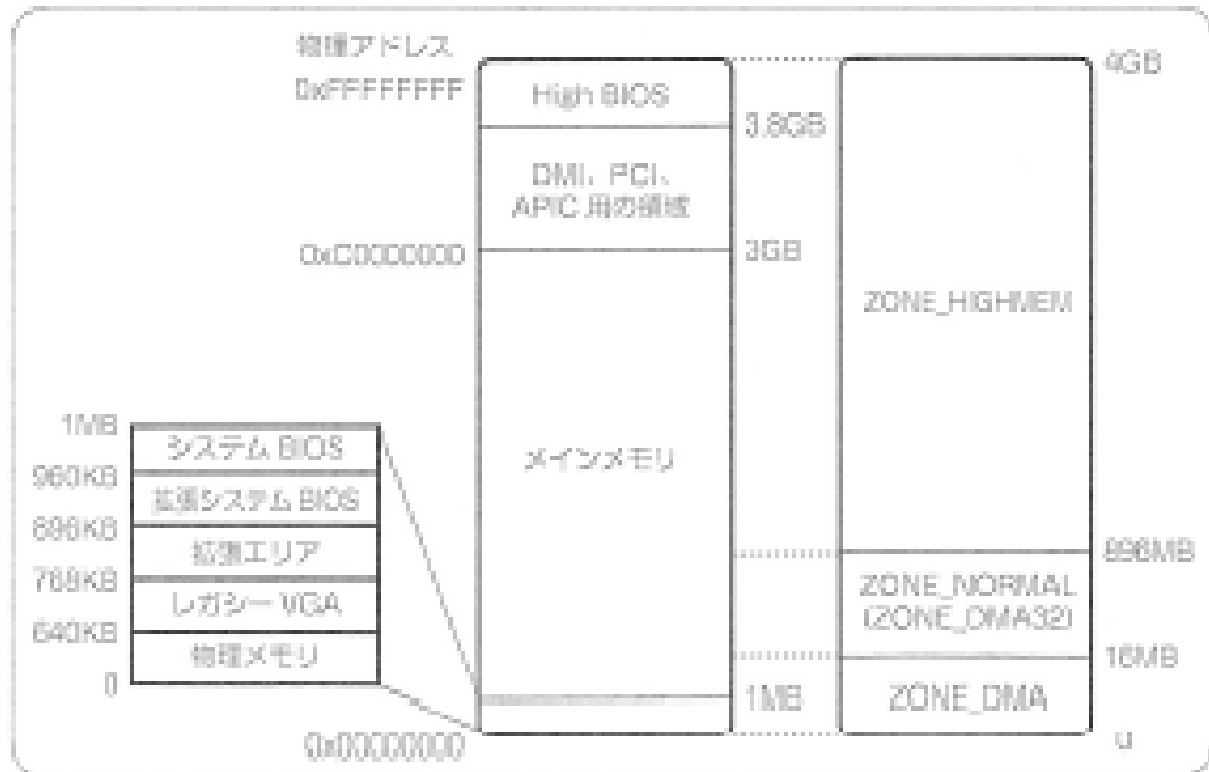 物理アドレス
0xFFFFFFFF
High BIOS
DMI、PCI、
APIC 用の領域
0xC0000000
メインメモリ
0x00000000
3.8GB
3GB
1MB
1MB
システム BIOS
960KB
拡張システム BIOS
896KB
拡張エリア
768KB
レガシー VGA
640KB
物理メモリ
0
4GB
ZONE_HIGHMEM
896MB
ZONE_NORMAL
(ZONE_DMA32)
16MB
ZONE_DMA
0